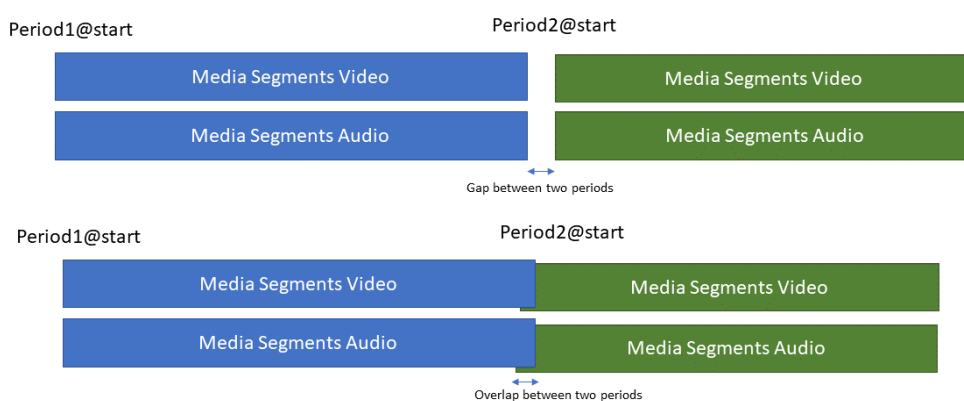 Period1@start
Period2@start
Media Segments Video
Media Segments Video
Media Segments Audio
Media Segments Audio
Gap between two periods
Period1@start
Period2@start
Media Segments Video
Media Segments Video
Media Segments Audio
Media Segments Audio
Overlap between two periods